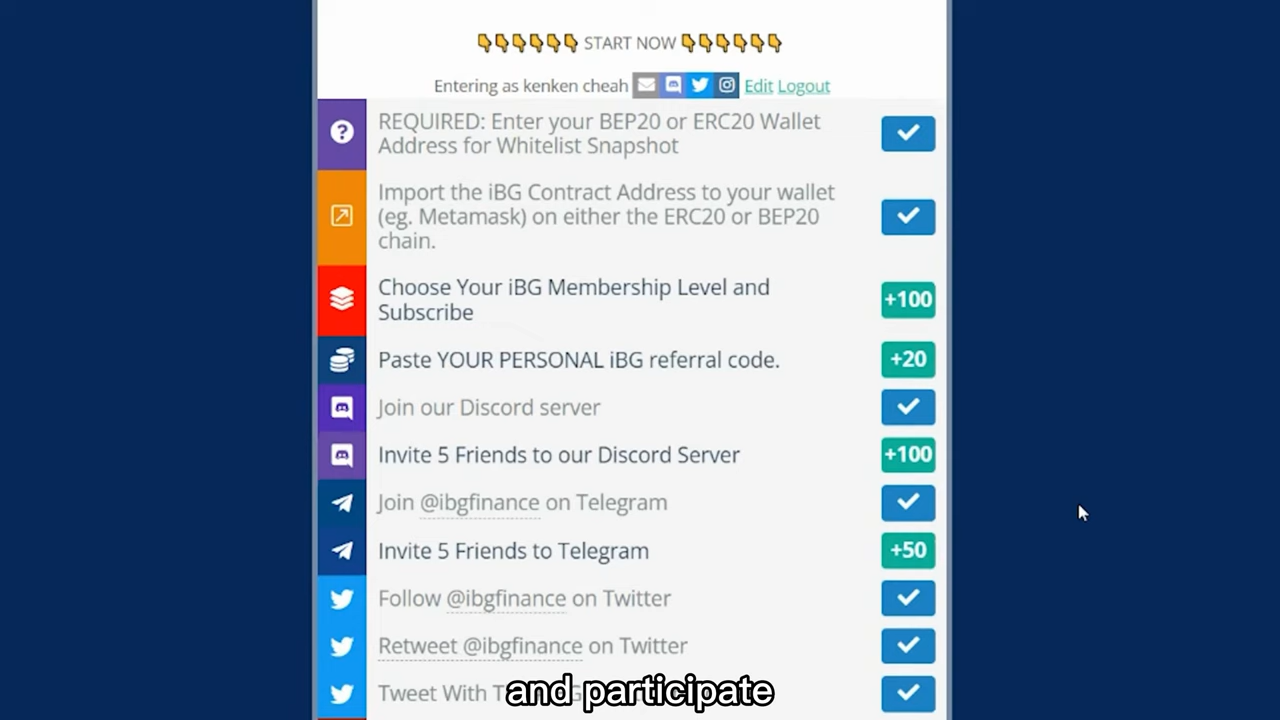 👇👇👇👇👇👇 START NOW 👇👇👇👇👇👇
Entering as kenken cheah Edit Logout
REQUIRED: Enter your BEP20 or ERC20 Wallet
Address for Whitelist Snapshot
Import the iBG Contract Address to your wallet
(eg. Metamask) on either the ERC20 or BEP20
chain.
Choose Your iBG Membership Level and
Subscribe
+100
Paste YOUR PERSONAL iBG referral code.
+20
Join our Discord server
Invite 5 Friends to our Discord Server
+100
Join @ibgfinance on Telegram
Invite 5 Friends to Telegram
+50
Follow @ibgfinance on Twitter
Retweet @ibgfinance on Twitter
Tweet With
and participate